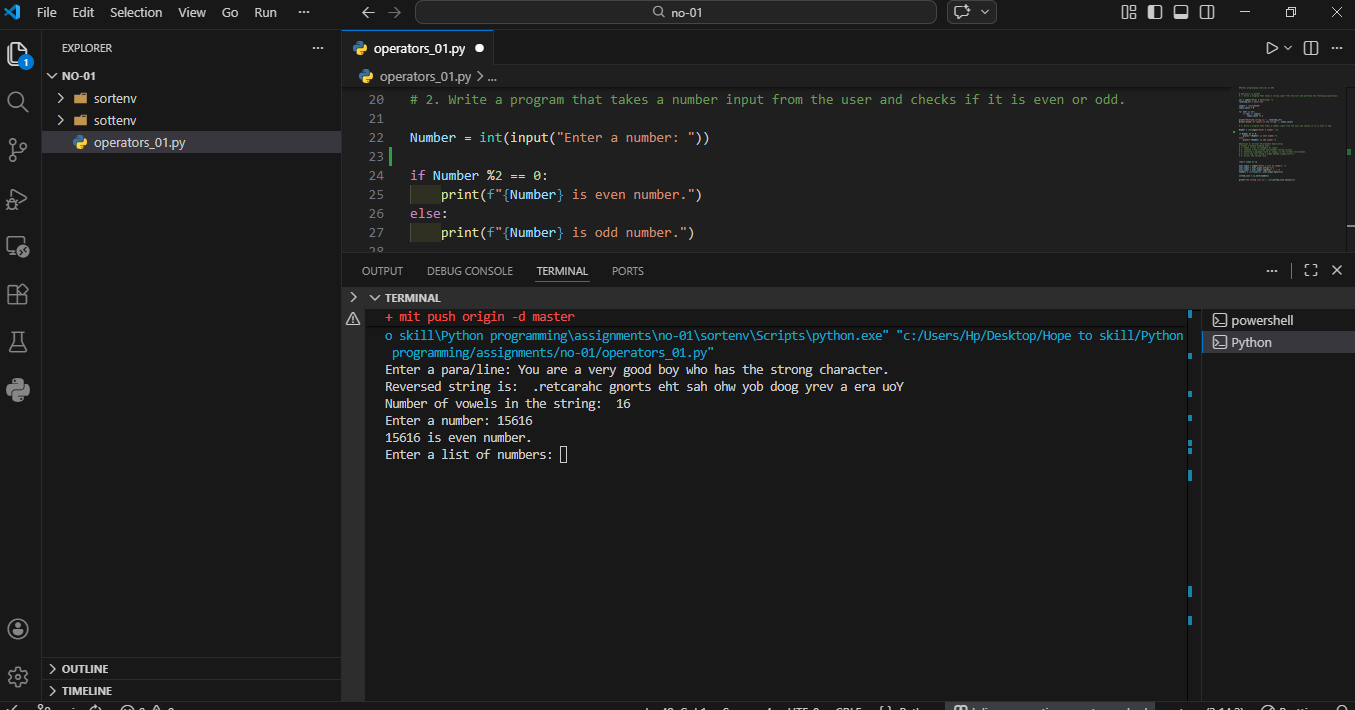 File Edit Selection View Go Run ··· no-01
EXPLORER ···
NO-01
sortenv
sottenv
operators_01.py
1
operators_01.py
operators_01.py > ...
20 # 2. Write a program that takes a number input from the user and checks if it is even or odd.
21
22 Number = int(input("Enter a number: "))
23
24 if Number %2 == 0:
25 print(f"{Number} is even number.")
26 else:
27 print(f"{Number} is odd number.")
28
OUTPUT DEBUG CONSOLE TERMINAL PORTS ···
TERMINAL
+ mit push origin -d master
o skill\Python programming\assignments\no-01\sortenv\Scripts\python.exe" "c:/Users/Hp/Desktop/Hope to skill/Python
programming/assignments/no-01/operators_01.py"
Enter a para/line: You are a very good boy who has the strong character.
Reversed string is:  .retcarahc gnorts eht sah ohw yob doog yrev a era uoY
Number of vowels in the string:  16
Enter a number: 15616
15616 is even number.
Enter a list of numbers:
powershell
Python
OUTLINE
TIMELINE